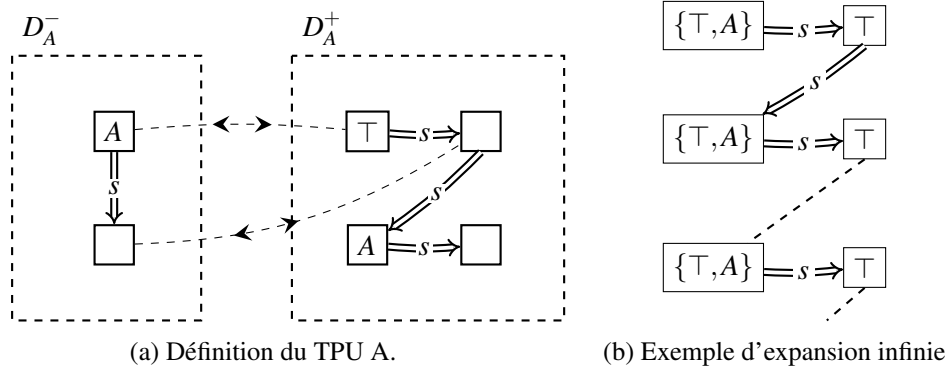 $D_A^-$ $D_A^+$
{⊤, A} s ⊤
s
A ⊤ s
s {⊤, A} s ⊤
s
A s
{⊤, A} s ⊤
(a) Définition du TPU A. (b) Exemple d'expansion infinie